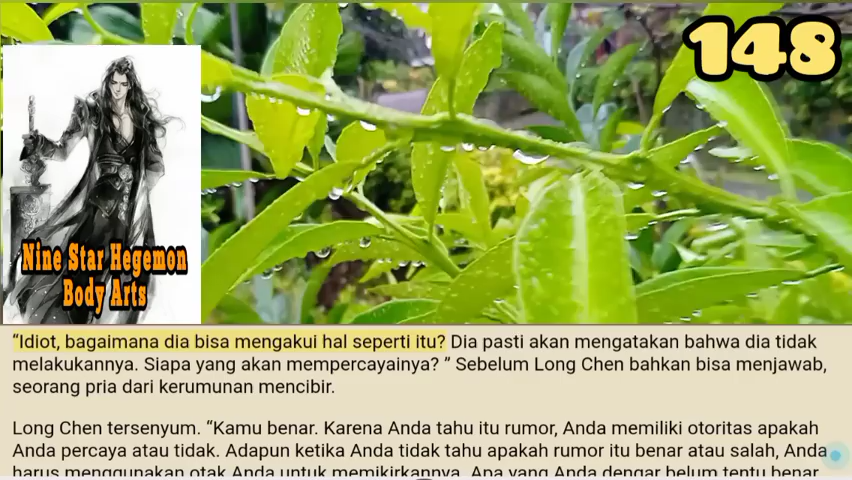 148
Nine Star Hegemon
Body Arts
“Idiot, bagaimana dia bisa mengakui hal seperti itu? Dia pasti akan mengatakan bahwa dia tidak
melakukannya. Siapa yang akan mempercayainya? ” Sebelum Long Chen bahkan bisa menjawab,
seorang pria dari kerumunan mencibir.
Long Chen tersenyum. “Kamu benar. Karena Anda tahu itu rumor, Anda memiliki otoritas apakah
Anda percaya atau tidak. Adapun ketika Anda tidak tahu apakah rumor itu benar atau salah, Anda
harus menggunakan otak Anda untuk memikirkannya. Apa yang Anda dengar belum tentu benar